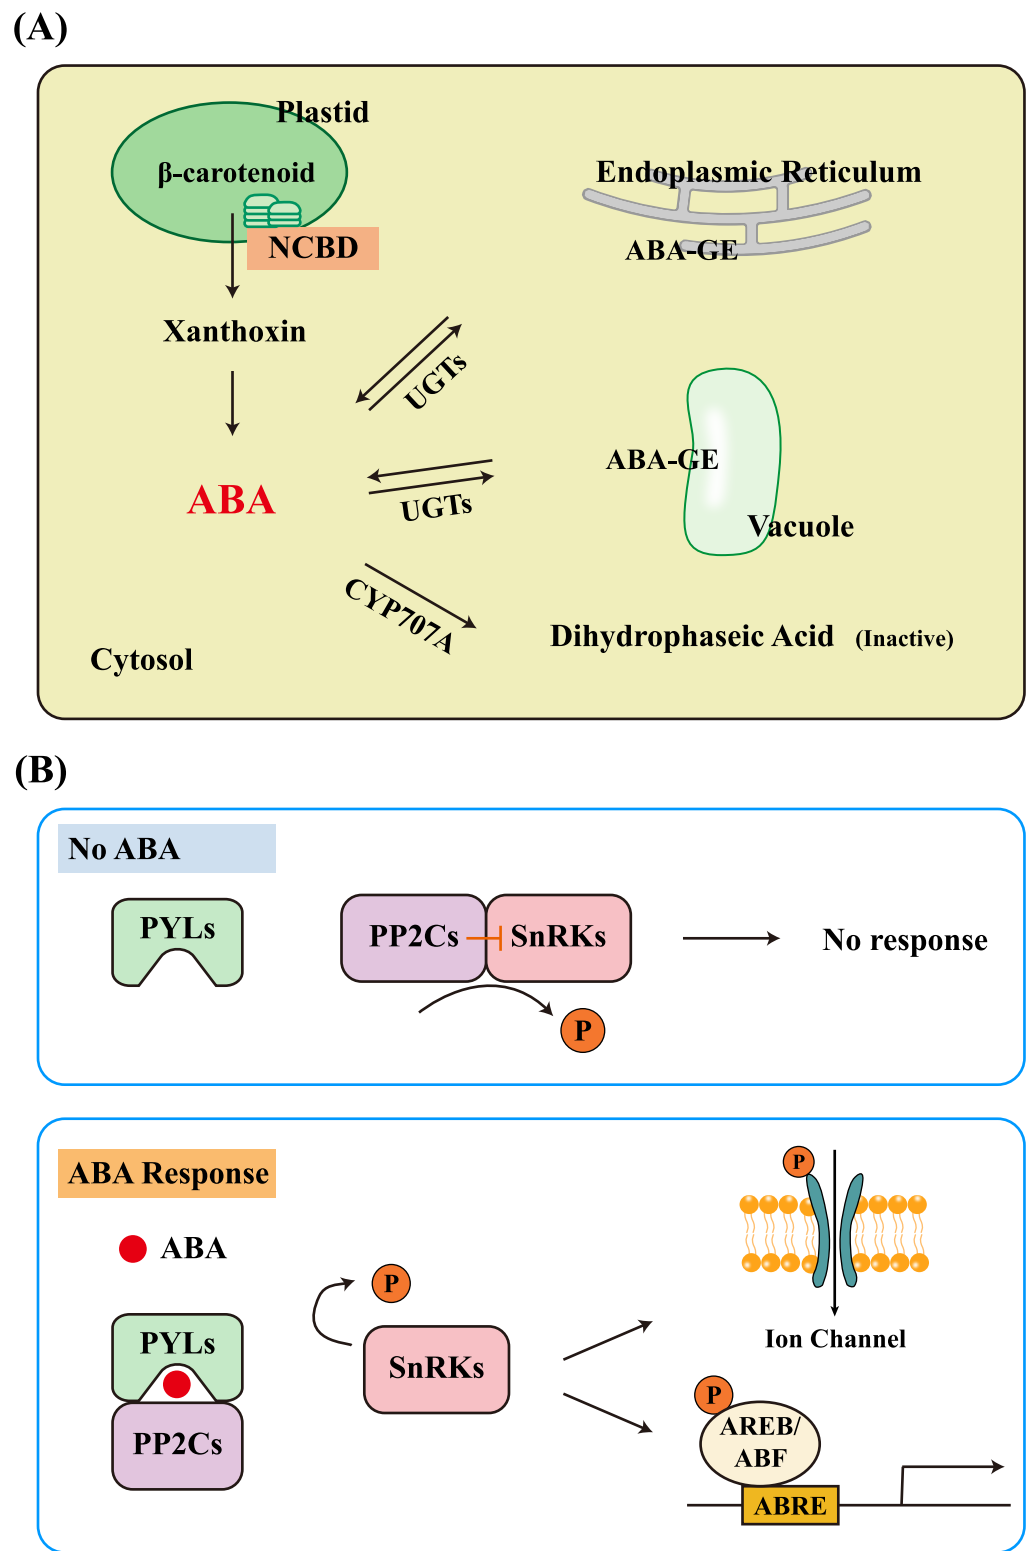 (A)
Plastid
β-carotenoid
NCBD
Xanthoxin
ABA
Cytosol
Endoplasmic Reticulum
ABA-GE
UGTs
ABA-GE
UGTs
Vacuole
CYP707A
Dihydrophaseic Acid (Inactive)
(B)
No ABA
PYLs
PP2Cs
SnRKs
P
No response
ABA Response
ABA
PYLs
PP2Cs
P
SnRKs
P
Ion Channel
P
AREB/
ABF
ABRE